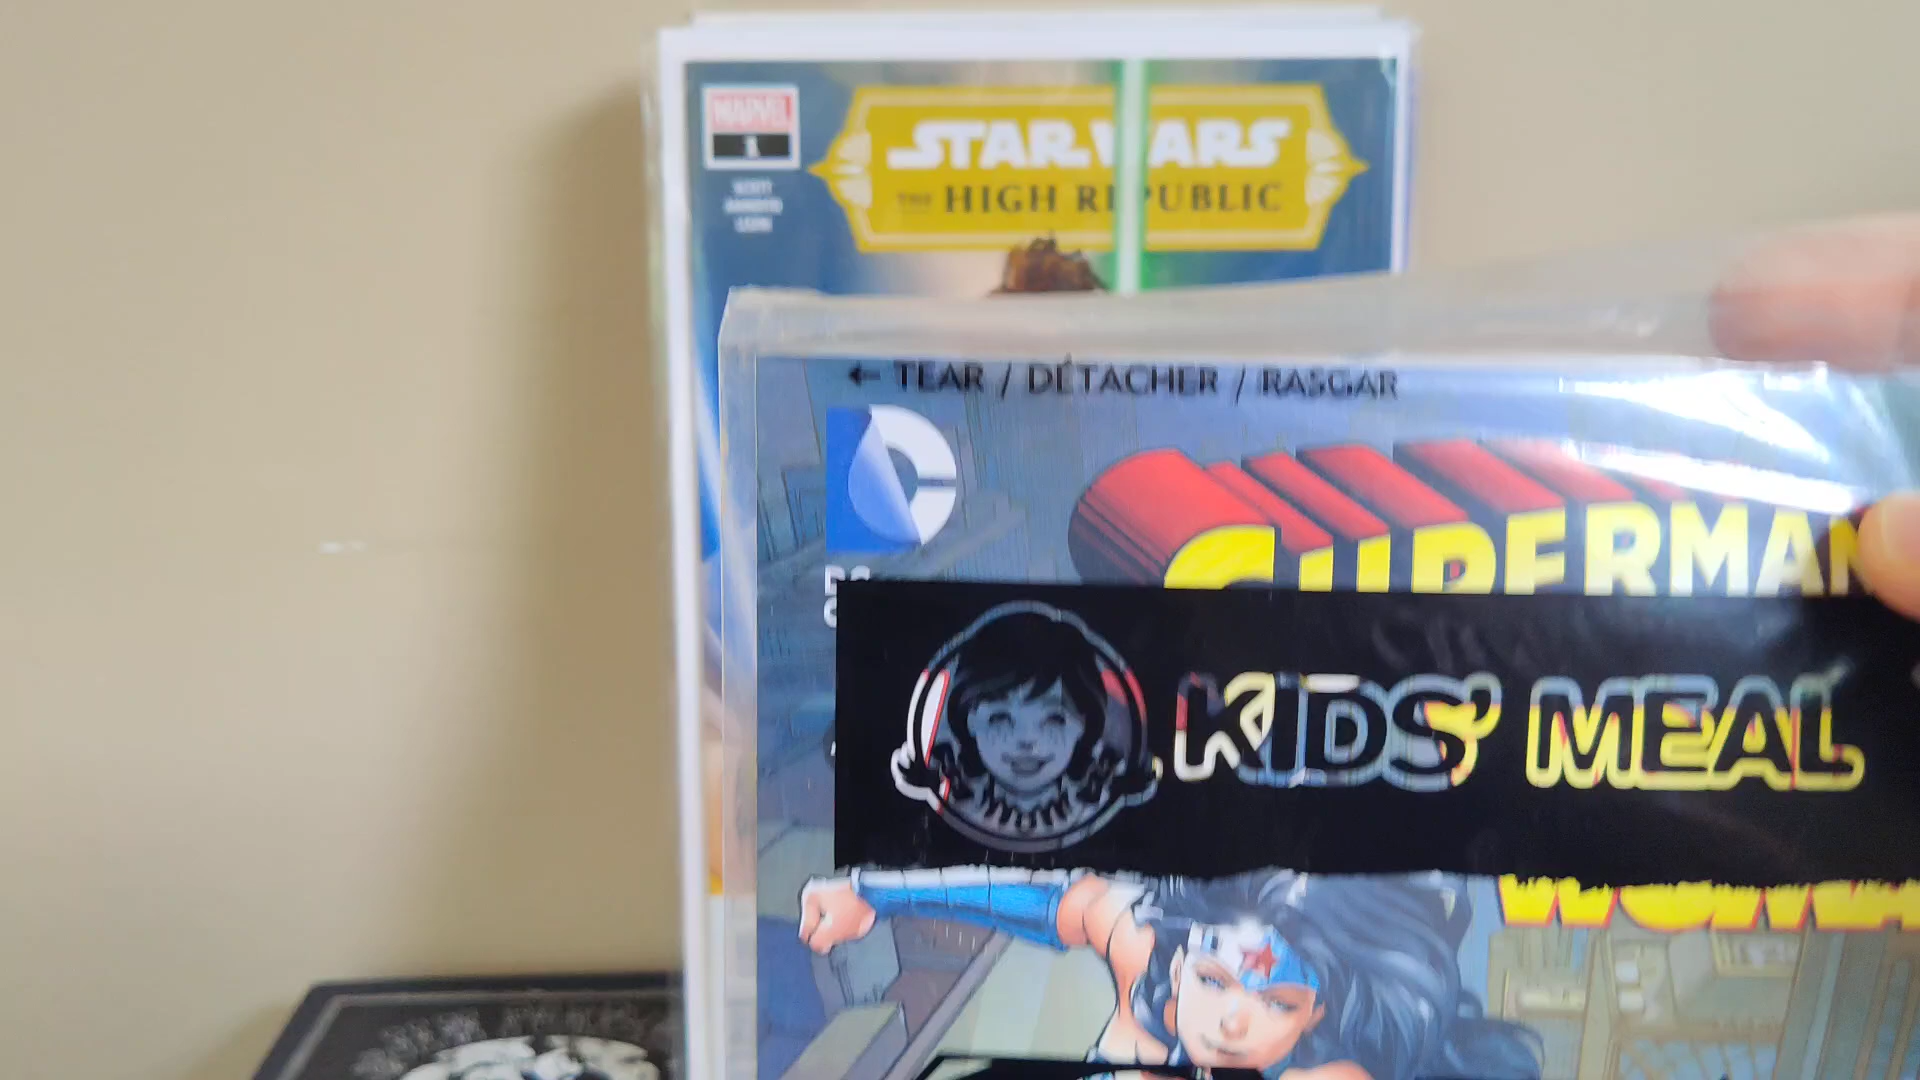 MARVEL
1
STAR WARS
THE HIGH REPUBLIC
← TEAR / DÉTACHER / RASGAR
SUPERMAN
KIDS' MEAL